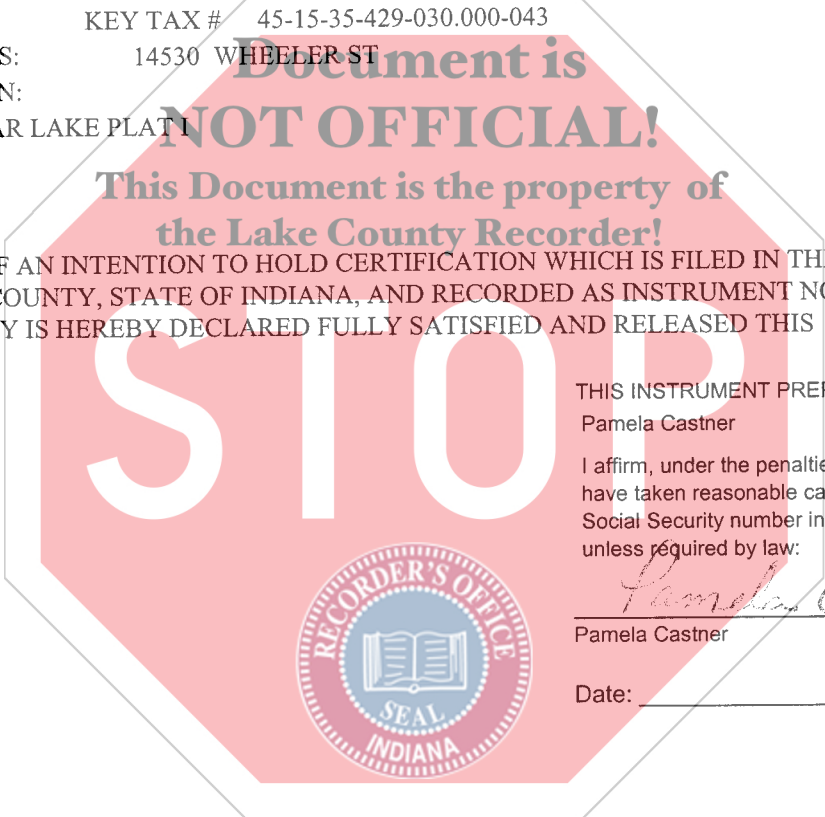 KEY TAX # 45-15-35-429-030.000-043
S: 14530 WHEELER ST
N:
AR LAKE PLAT I
Document is
NOT OFFICIAL!
This Document is the property of
the Lake County Recorder!
F AN INTENTION TO HOLD CERTIFICATION WHICH IS FILED IN TH
COUNTY, STATE OF INDIANA, AND RECORDED AS INSTRUMENT NO
Y IS HEREBY DECLARED FULLY SATISFIED AND RELEASED THIS
STOP
THIS INSTRUMENT PREP
Pamela Castner
I affirm, under the penaltie
have taken reasonable ca
Social Security number in
unless required by law:
Pamela C
Pamela Castner
Date:
RECORDER'S OFFICE
SEAL
INDIANA